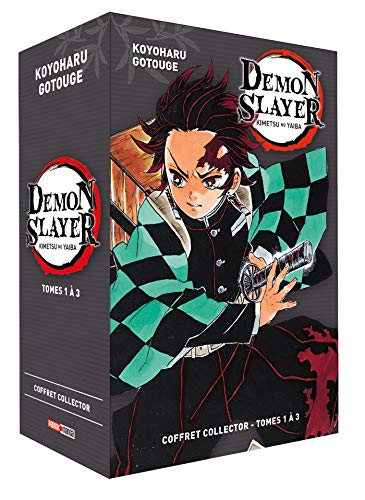 KOYOHARU
GOTOUGE
DEMON
SLAYER
KIMETSU NO YAIBA
TOMES 1 À 3
COFFRET COLLECTOR
KOYOHARU
GOTOUGE
DEMON
SLAYER
KIMETSU NO YAIBA
COFFRET COLLECTOR - TOMES 1 À 3